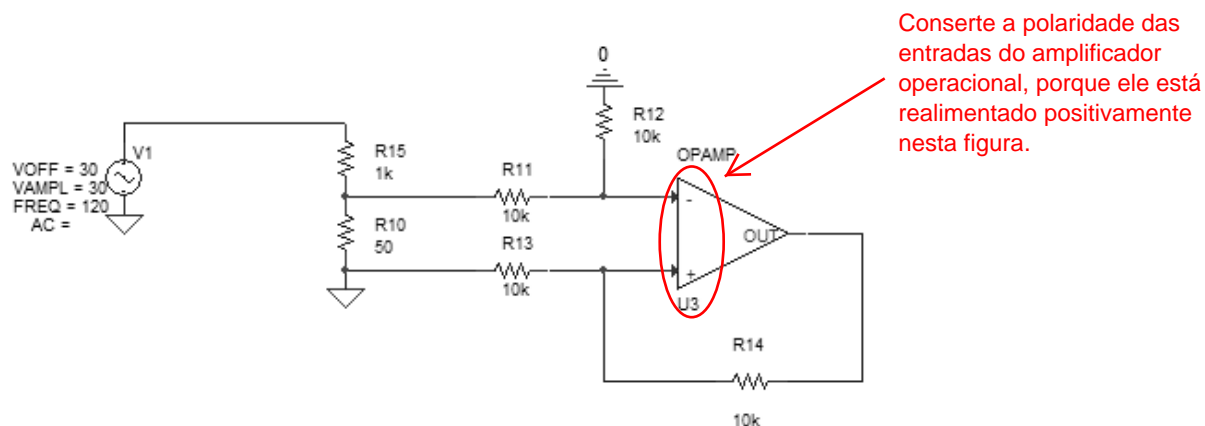 Conserte a polaridade das
entradas do amplificador
operacional, porque ele está
realimentado positivamente
nesta figura.
0
R12
10k
OPAMP
V1
VOFF = 30
VAMPL = 30
FREQ = 120
AC =
R15
1k
R11
10k
-
R10
50
R13
10k
OUT
+
U3
R14
10k